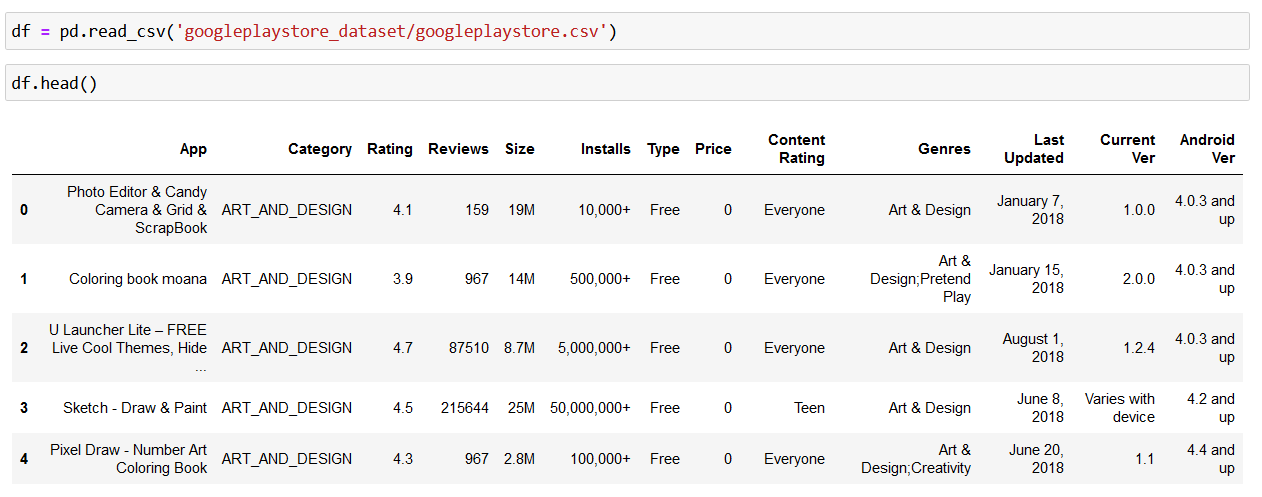 df = pd.read_csv('googleplaystore_dataset/googleplaystore.csv')
df.head()
App Category Rating Reviews Size Installs Type Price Content Rating Genres Last Updated Current Ver Android Ver
0 Photo Editor & Candy Camera & Grid & ScrapBook ART_AND_DESIGN 4.1 159 19M 10,000+ Free 0 Everyone Art & Design January 7, 2018 1.0.0 4.0.3 and up
1 Coloring book moana ART_AND_DESIGN 3.9 967 14M 500,000+ Free 0 Everyone Art & Design;Pretend Play January 15, 2018 2.0.0 4.0.3 and up
2 U Launcher Lite – FREE Live Cool Themes, Hide ... ART_AND_DESIGN 4.7 87510 8.7M 5,000,000+ Free 0 Everyone Art & Design August 1, 2018 1.2.4 4.0.3 and up
3 Sketch - Draw & Paint ART_AND_DESIGN 4.5 215644 25M 50,000,000+ Free 0 Teen Art & Design June 8, 2018 Varies with device 4.2 and up
4 Pixel Draw - Number Art Coloring Book ART_AND_DESIGN 4.3 967 2.8M 100,000+ Free 0 Everyone Art & Design;Creativity June 20, 2018 1.1 4.4 and up